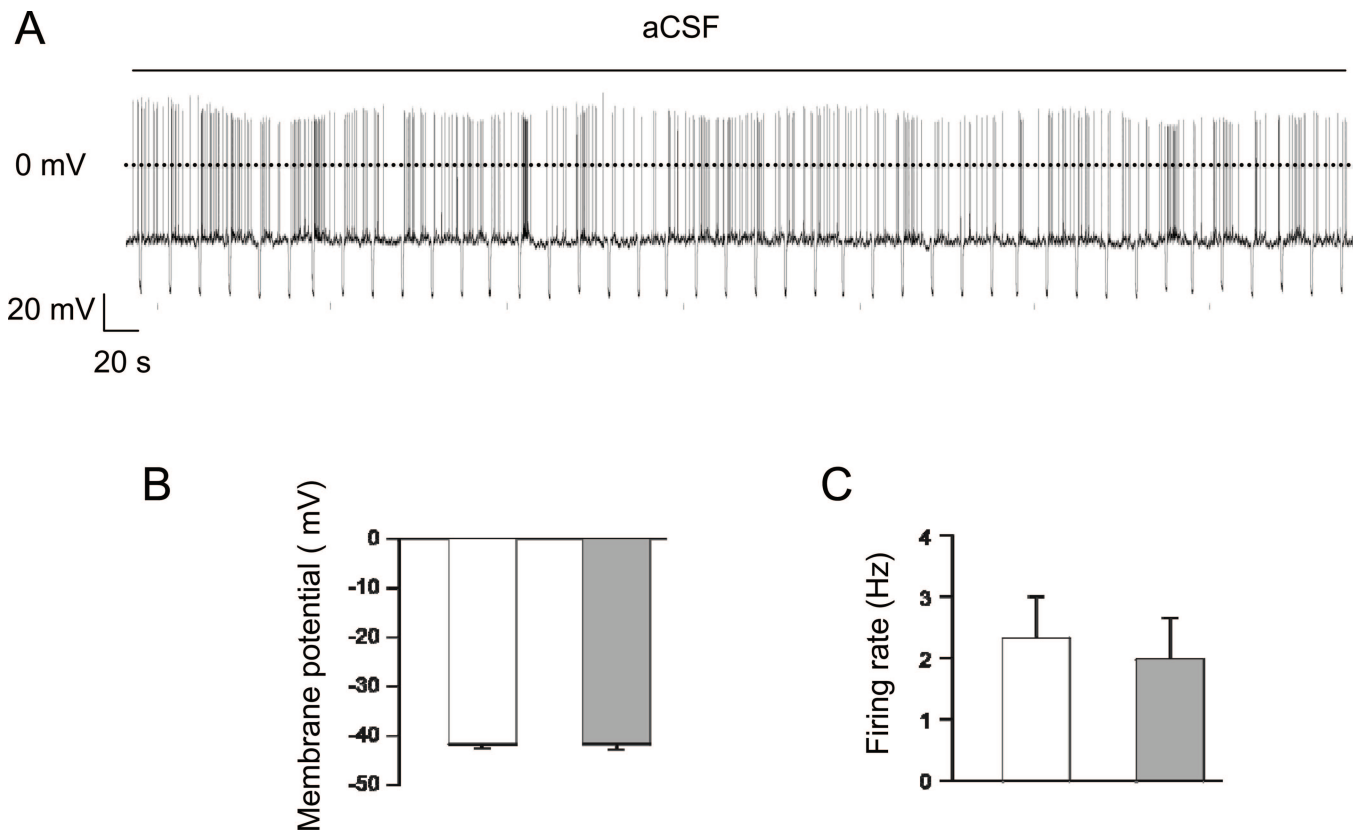 A
aCSF
0 mV
20 mV
20 s
B
Membrane potential ( mV)
0
-10
-20
-30
-40
-50
C
Firing rate (Hz)
4
3
2
1
0